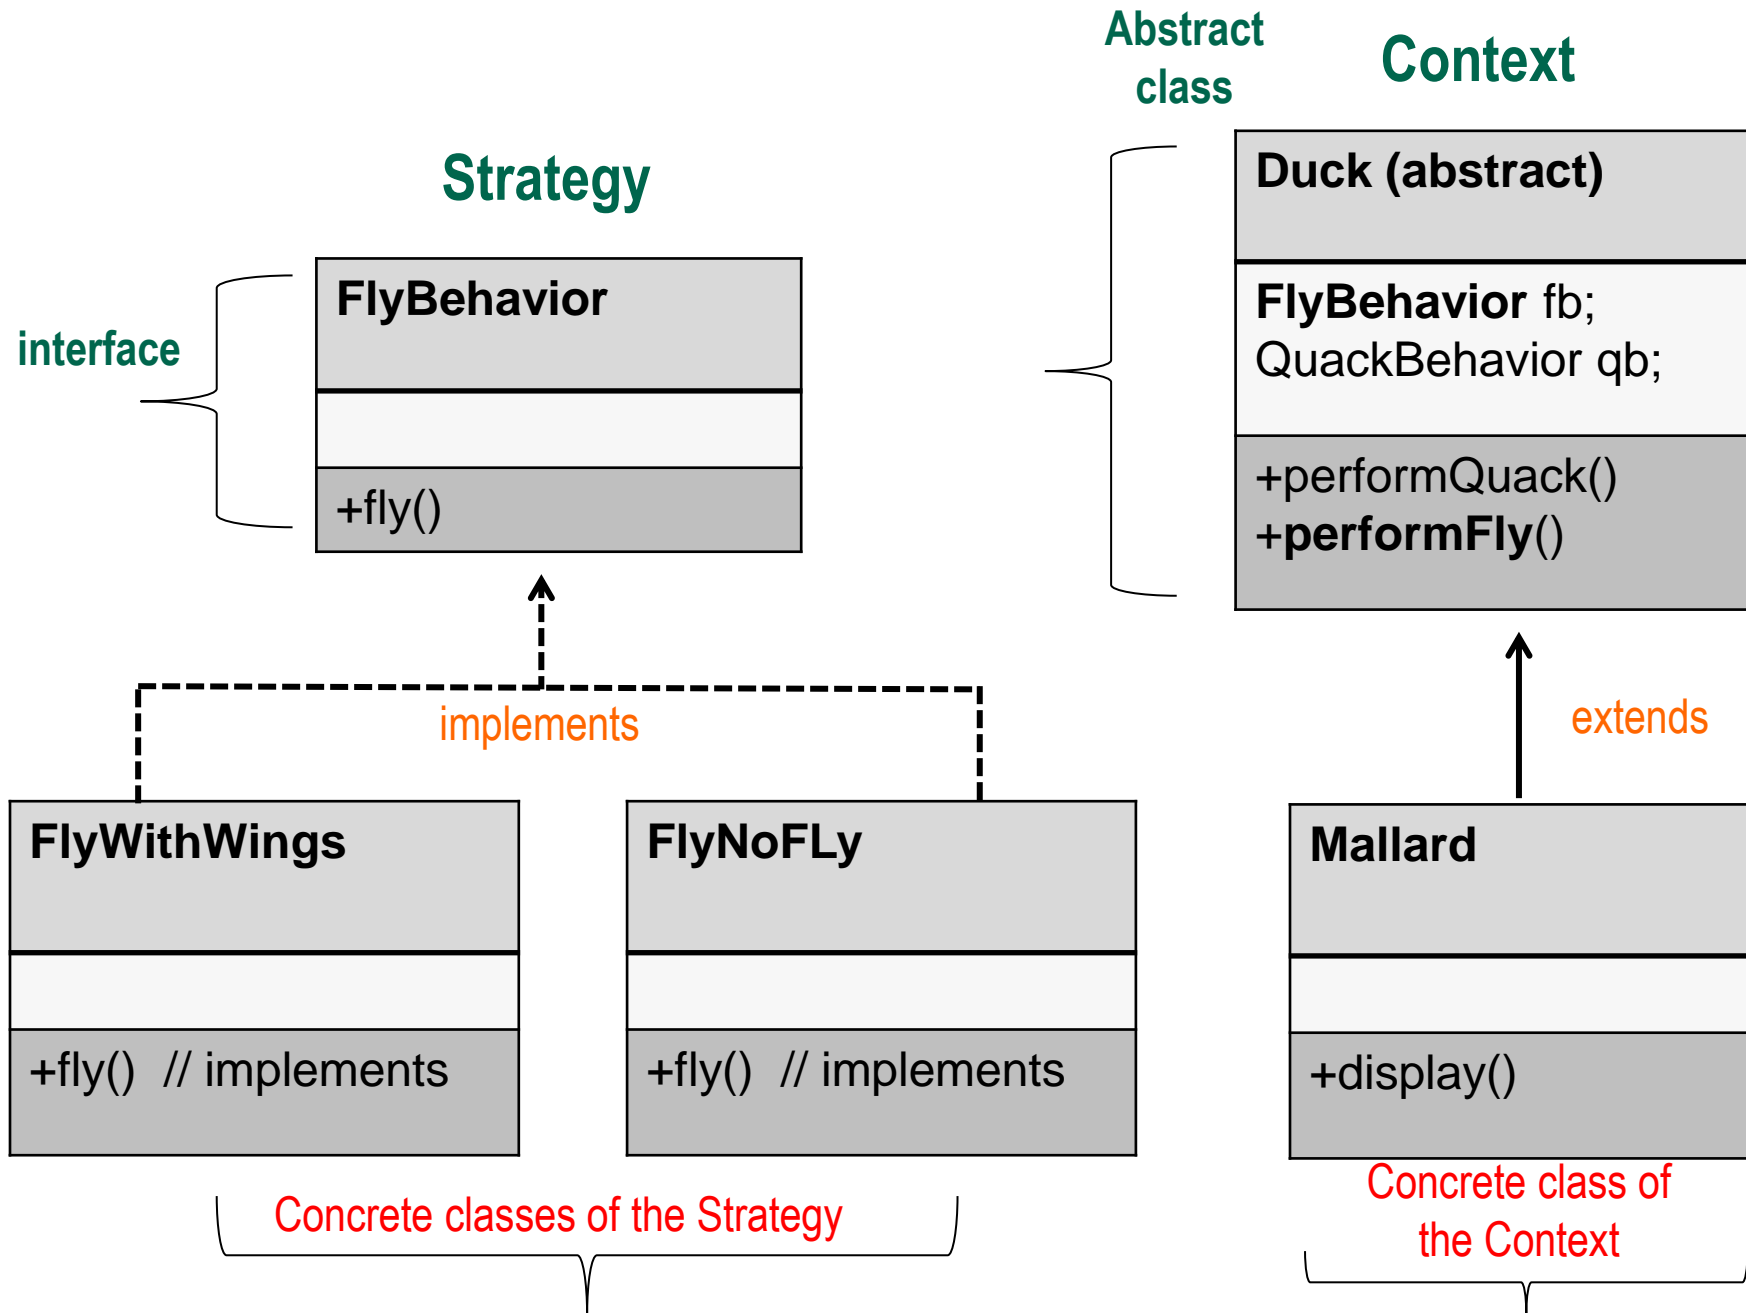 Strategy
interface
FlyBehavior
+fly()
implements
FlyWithWings
+fly()  // implements
FlyNoFLy
+fly()  // implements
Concrete classes of the Strategy
Abstract
class
Context
Duck (abstract)
FlyBehavior fb;
QuackBehavior qb;
+performQuack()
+performFly()
extends
Mallard
+display()
Concrete class of
the Context